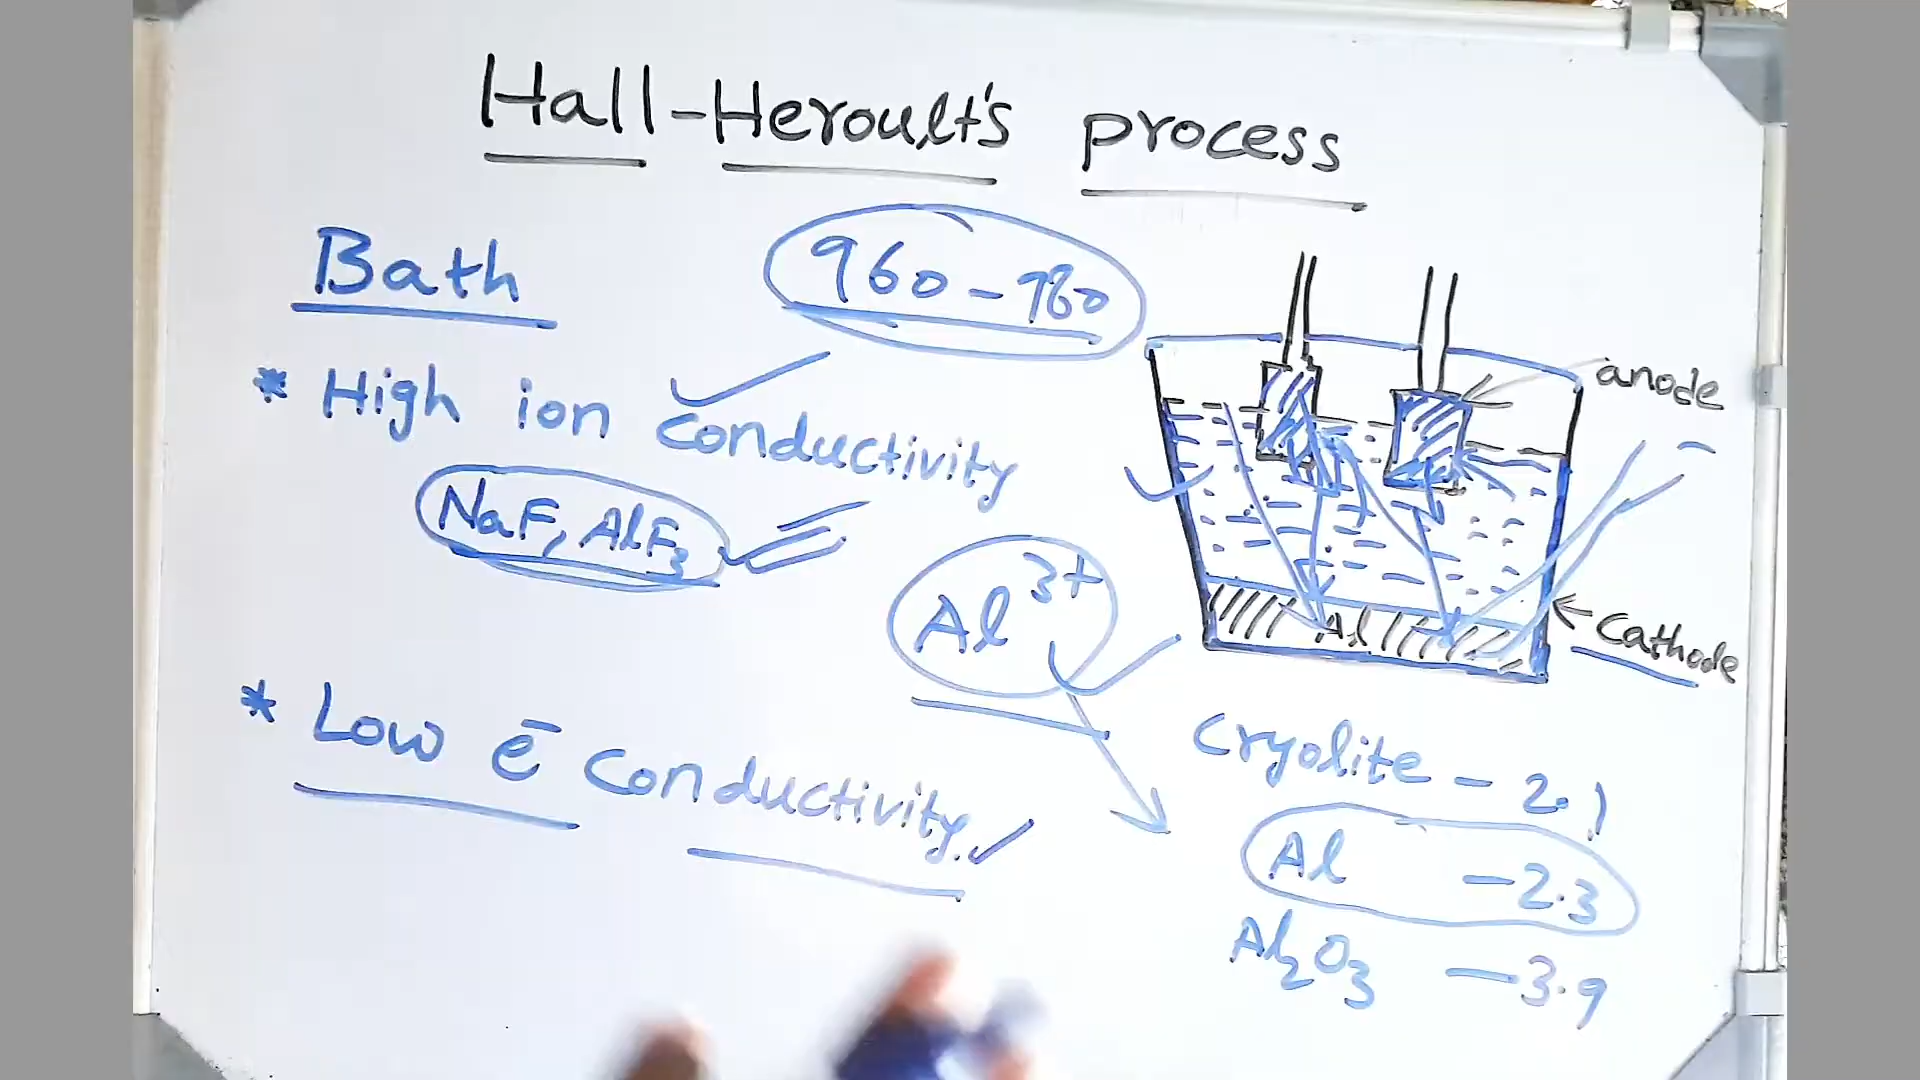 Hall-Heroult's process
Bath
960-980
* High ion conductivity
NaF, AlF₃
Al³⁺
* Low e⁻ conductivity.
anode
Al
cathode
Cryolite - 2.1
Al - 2.3
Al₂O₃ - 3.9